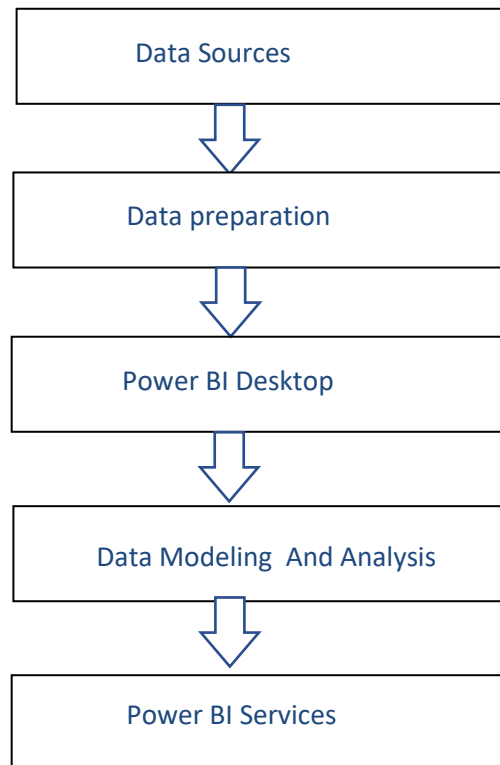 Data Sources
Data preparation
Power BI Desktop
Data Modeling And Analysis
Power BI Services